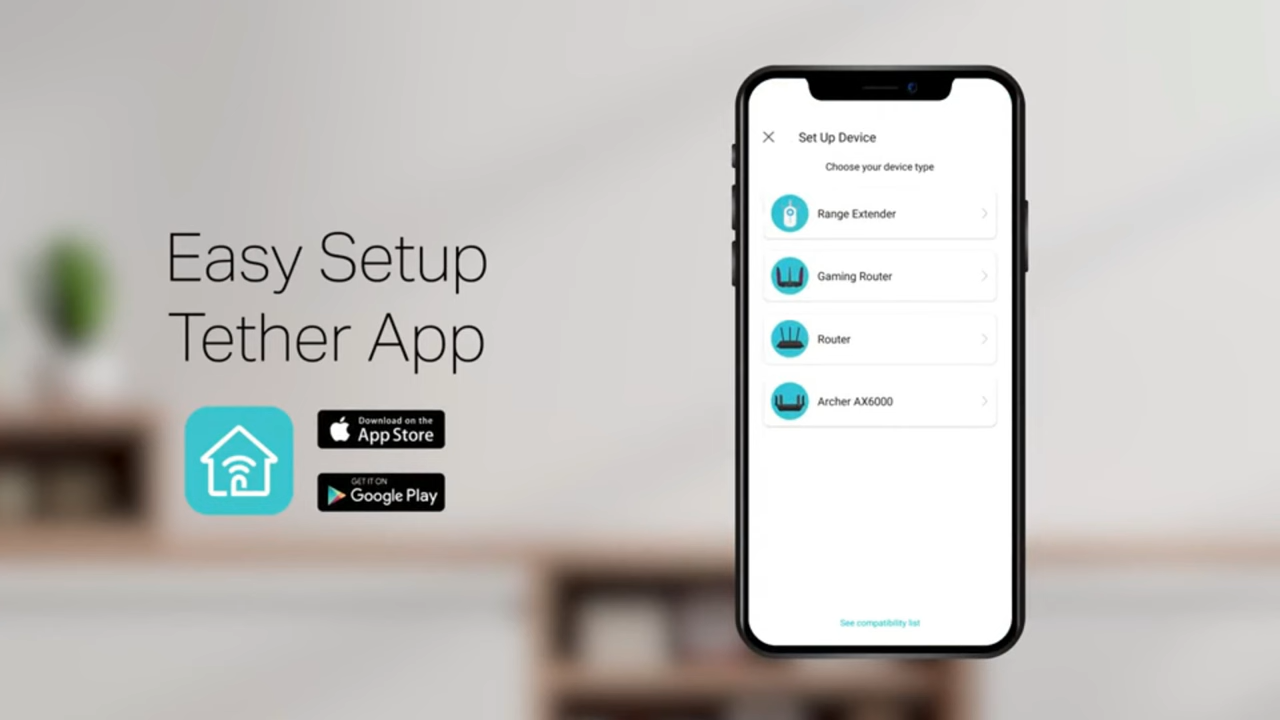 Easy Setup
Tether App
Download on the
App Store
GET IT ON
Google Play
Set Up Device
Choose your device type
Range Extender
Gaming Router
Router
Archer AX6000
See compatibility list